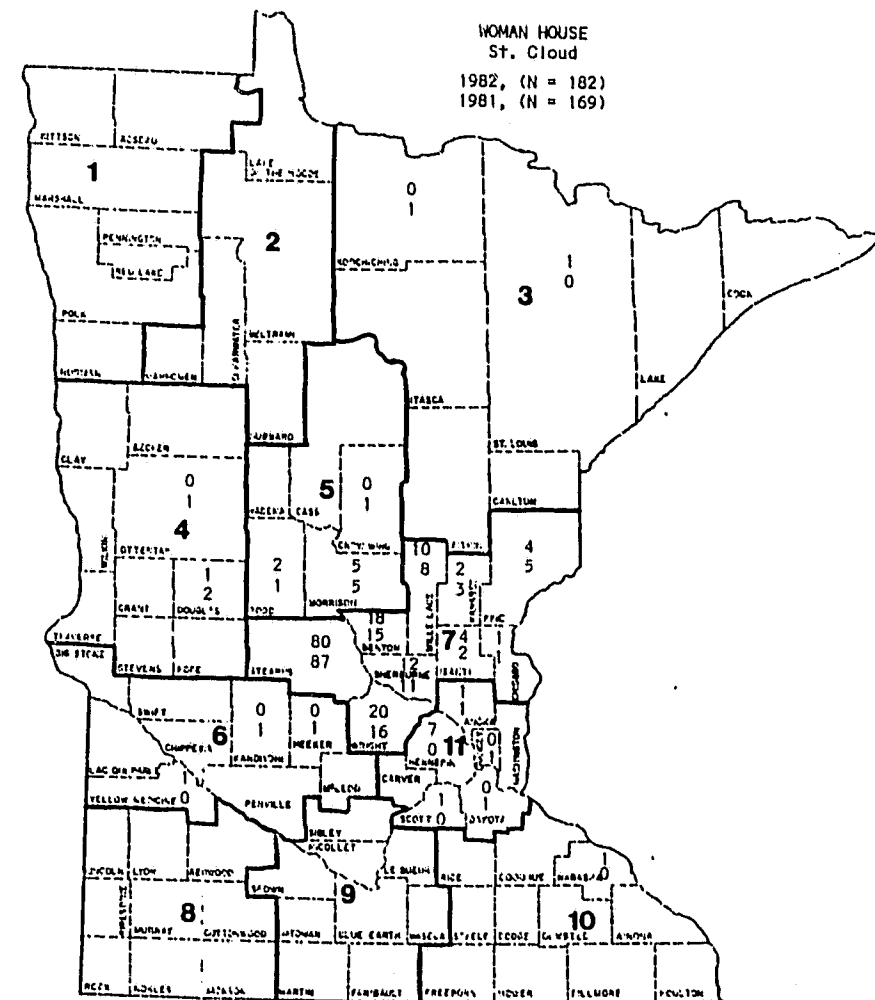 WOMAN HOUSE
St. Cloud
1982, (N = 182)
1981, (N = 169)
KITTSON
ROSEAU
LAKE
OF THE WOODS
1
MARSHALL
0
1
PENNINGTON
2
RED LAKE
KOOCHICHING
1
0
3
COOK
POLK
CLEARWATER
BELTRAMI
NORMAN
MAHNOMEN
ITASCA
LAKE
HUBBARD
BECKER
ST. LOUIS
CLAY
0
1
5
0
1
WADENA
CASS
CARLTON
4
WILKIN
OTTERTAIL
CROW WING
AITKIN
10
8
4
5
1
2
2
1
5
5
2
3
KANABEC
GRANT
DOUGLAS
TODD
MORRISON
MILLE LACS
PINE
18
15
TRAVERSE
BIG STONE
80
87
BENTON
7
4
2
STEVENS
POPE
STEARNS
SHERBURNE
2
1
ISANTI
1
CHISAGO
SWIFT
0
1
0
1
20
16
1
ANOKA
6
7
0
11
CHIPPEWA
KANDIYOHI
MEEKER
WRIGHT
HENNEPIN
RAMSEY
0
1
WASHINGTON
LAC QUI PARLE
1
0
MCLEOD
CARVER
YELLOW MEDICINE
RENVILLE
1
0
0
1
SCOTT
DAKOTA
SIBLEY
NICOLLET
LINCOLN
LYON
REDWOOD
LE SUEUR
RICE
GOODHUE
WABASHA
0
BROWN
9
8
10
PIPESTONE
MURRAY
COTTONWOOD
WATONWAN
BLUE EARTH
WASECA
STEELE
DODGE
OLMSTED
WINONA
ROCK
NOBLES
JACKSON
MARTIN
FARIBAULT
FREEBORN
MOWER
FILLMORE
HOUSTON